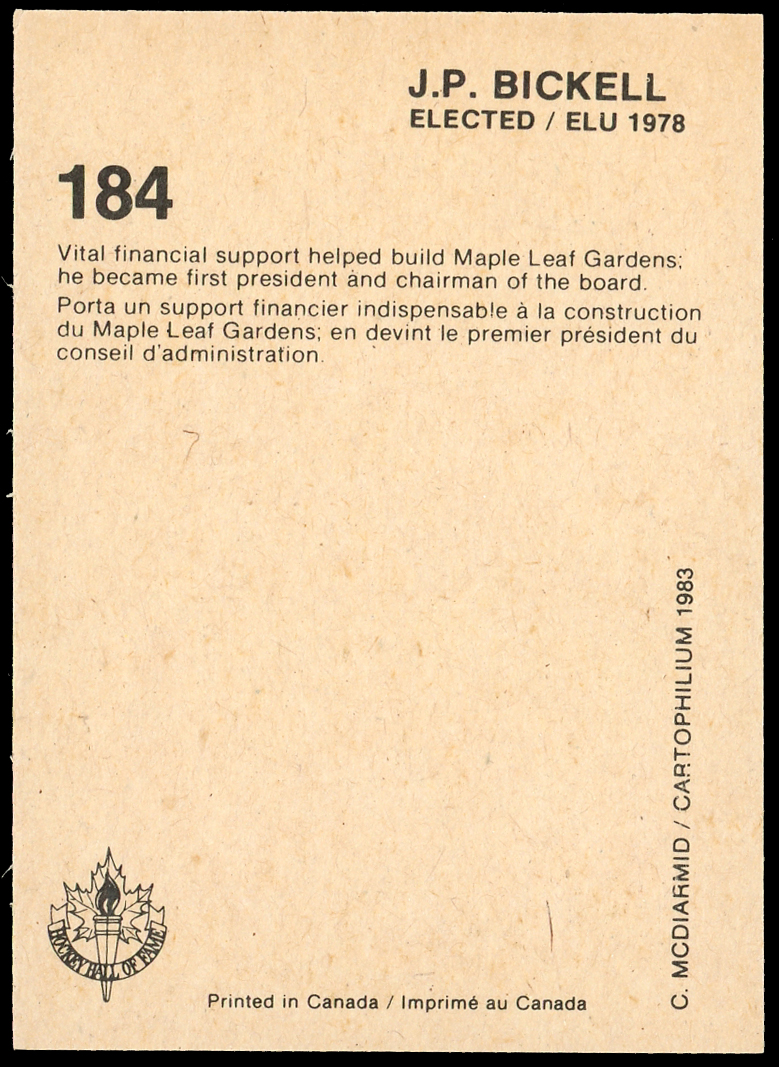 J.P. BICKELL
ELECTED / ELU 1978
184
Vital financial support helped build Maple Leaf Gardens;
he became first president and chairman of the board.
Porta un support financier indispensable à la construction
du Maple Leaf Gardens; en devint le premier président du
conseil d'administration.
C. MCDIARMID / CARTOPHILIUM 1983
HOCKEY HALL OF FAME
Printed in Canada / Imprimé au Canada